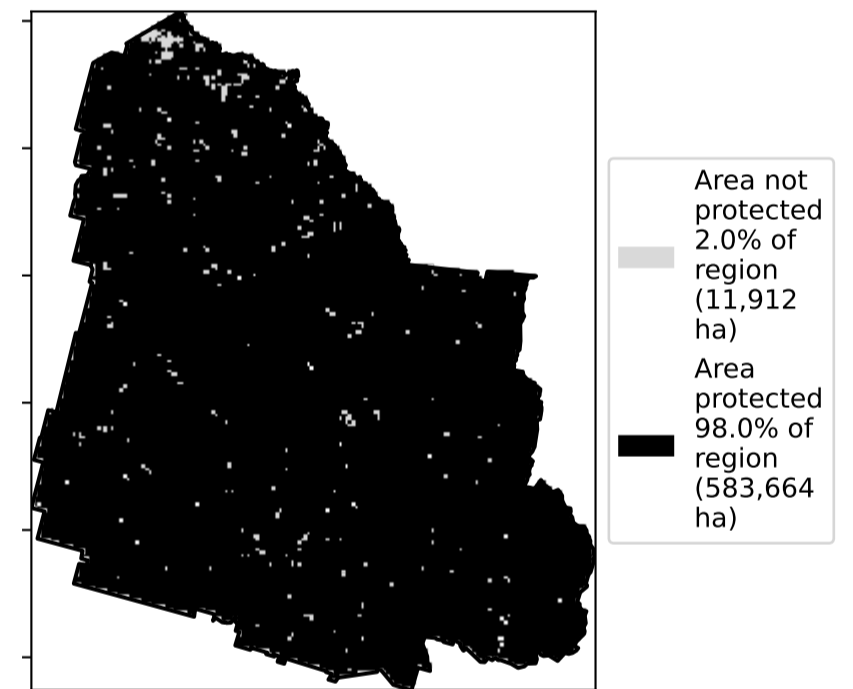 Area not
protected
2.0% of
region
(11,912
ha)
Area
protected
98.0% of
region
(583,664
ha)